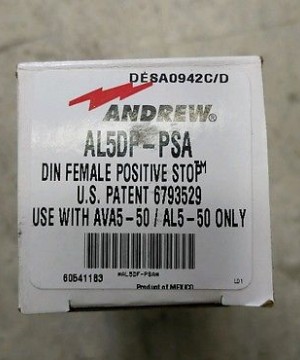 DESA0942C/D
ANDREW®
AL5DF-PSA
DIN FEMALE POSITIVE STOP™
U.S. PATENT 6793529
USE WITH AVA5-50 / AL5-50 ONLY
60541183
*AL5DF-PSA*
LD1
Product of MEXICO